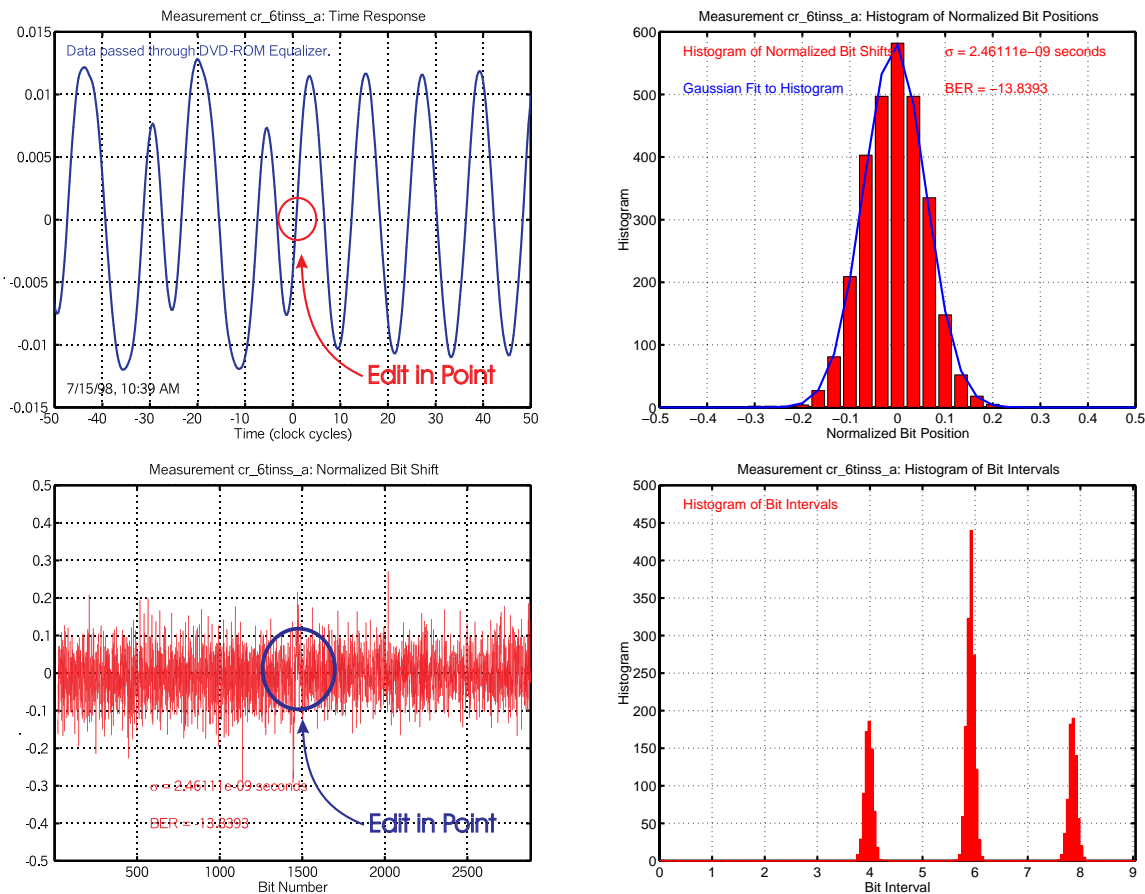 Measurement cr_6tinss_a: Time Response
0.015
0.01
0.005
0
-0.005
-0.01
-0.015
Data passed through DVD-ROM Equalizer.
7/15/98, 10:39 AM
Edit in Point
-50 -40 -30 -20 -10 0 10 20 30 40 50
Time (clock cycles)
Measurement cr_6tinss_a: Histogram of Normalized Bit Positions
600
500
400
300
200
100
0
Histogram
Histogram of Normalized Bit Shifts
σ = 2.46111e−09 seconds
Gaussian Fit to Histogram
BER = −13.8393
−0.5 −0.4 −0.3 −0.2 −0.1 0 0.1 0.2 0.3 0.4 0.5
Normalized Bit Position
Measurement cr_6tinss_a: Normalized Bit Shift
0.5
0.4
0.3
0.2
0.1
0
-0.1
-0.2
-0.3
-0.4
-0.5
σ = 2.46111e-09 seconds
BER = -13.8393
Edit in Point
500 1000 1500 2000 2500
Bit Number
Measurement cr_6tinss_a: Histogram of Bit Intervals
500
450
400
350
300
250
200
150
100
50
0
Histogram
Histogram of Bit Intervals
0 1 2 3 4 5 6 7 8 9
Bit Interval